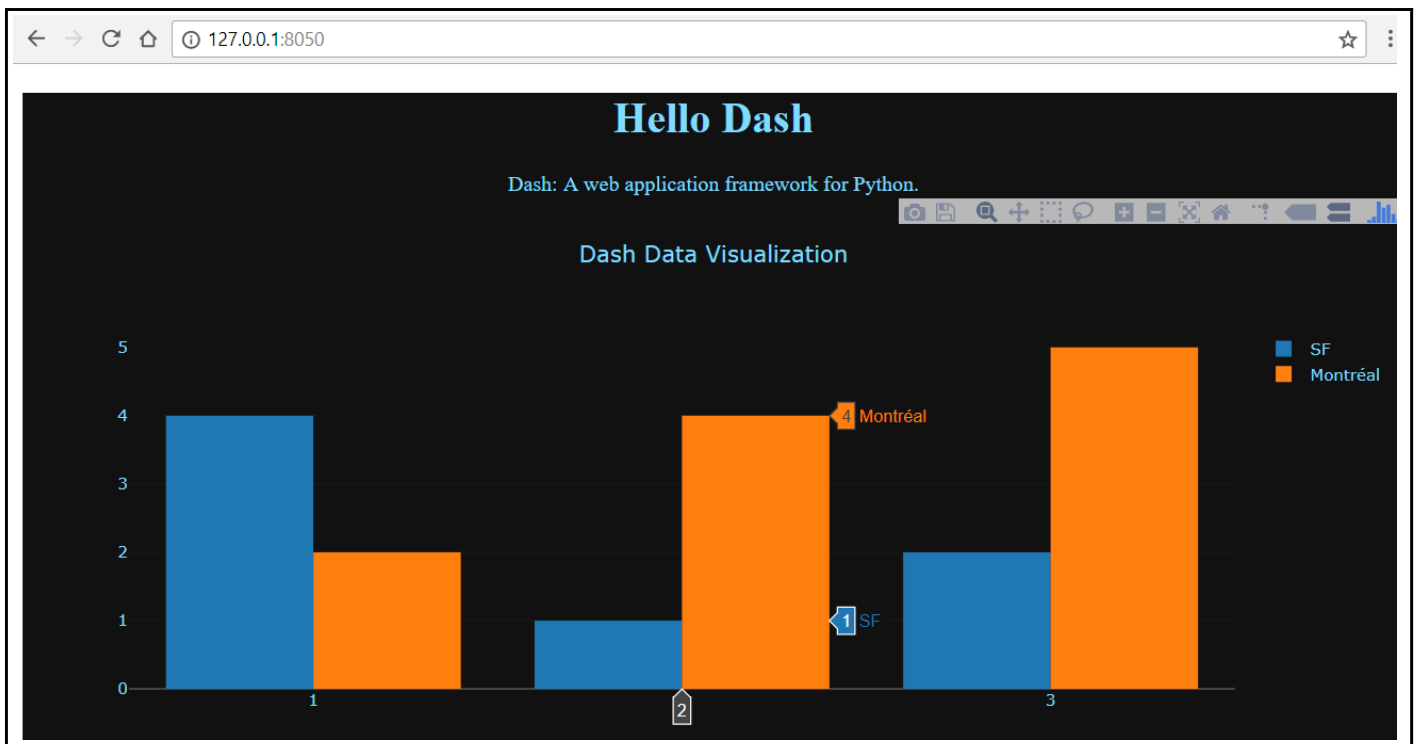 127.0.0.1:8050
Hello Dash
Dash: A web application framework for Python.
Dash Data Visualization
5
4
3
2
1
0
SF
Montréal
4 Montréal
1 SF
1
2
3